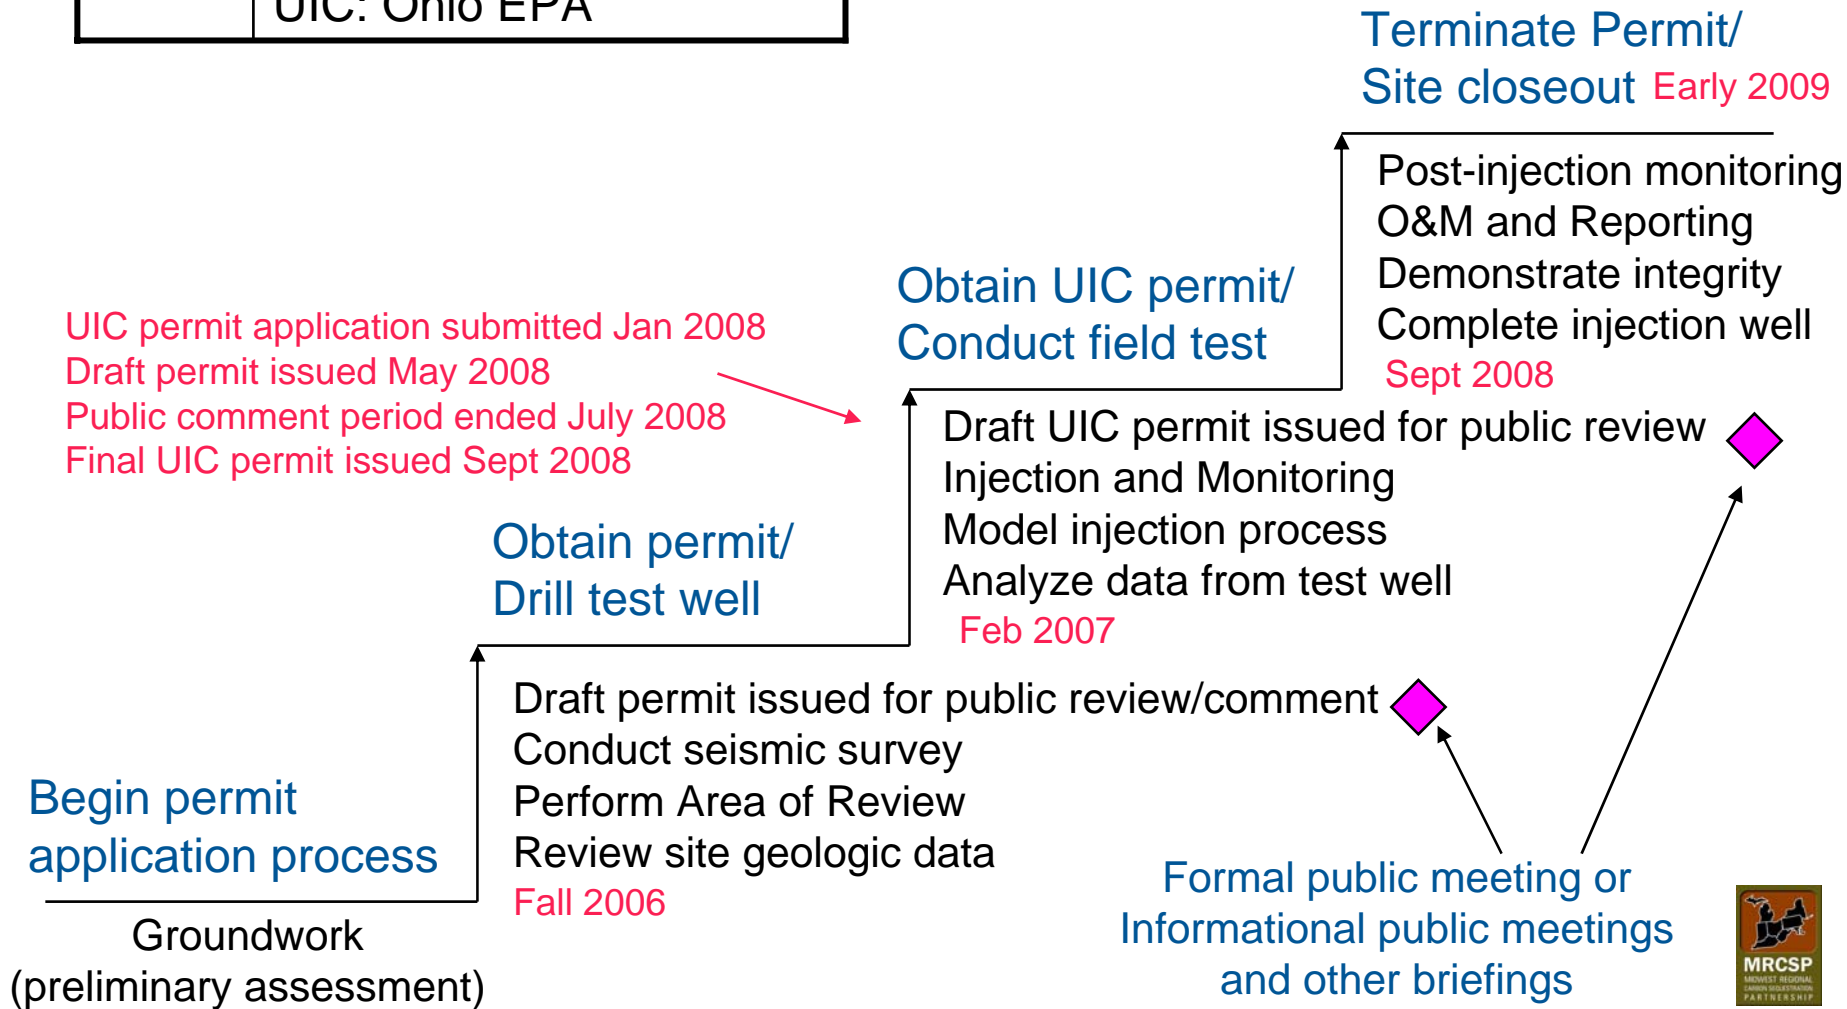 UIC: Ohio EPA
Terminate Permit/
Site closeout Early 2009
Post-injection monitoring
O&M and Reporting
Demonstrate integrity
Complete injection well
Sept 2008
Obtain UIC permit/
Conduct field test
UIC permit application submitted Jan 2008
Draft permit issued May 2008
Public comment period ended July 2008
Final UIC permit issued Sept 2008
Draft UIC permit issued for public review
Injection and Monitoring
Model injection process
Analyze data from test well
Feb 2007
Obtain permit/
Drill test well
Draft permit issued for public review/comment
Conduct seismic survey
Perform Area of Review
Review site geologic data
Fall 2006
Begin permit
application process
Groundwork
(preliminary assessment)
Formal public meeting or
Informational public meetings
and other briefings
MRCSP
MIDWEST REGIONAL
CARBON SEQUESTRATION
PARTNERSHIP